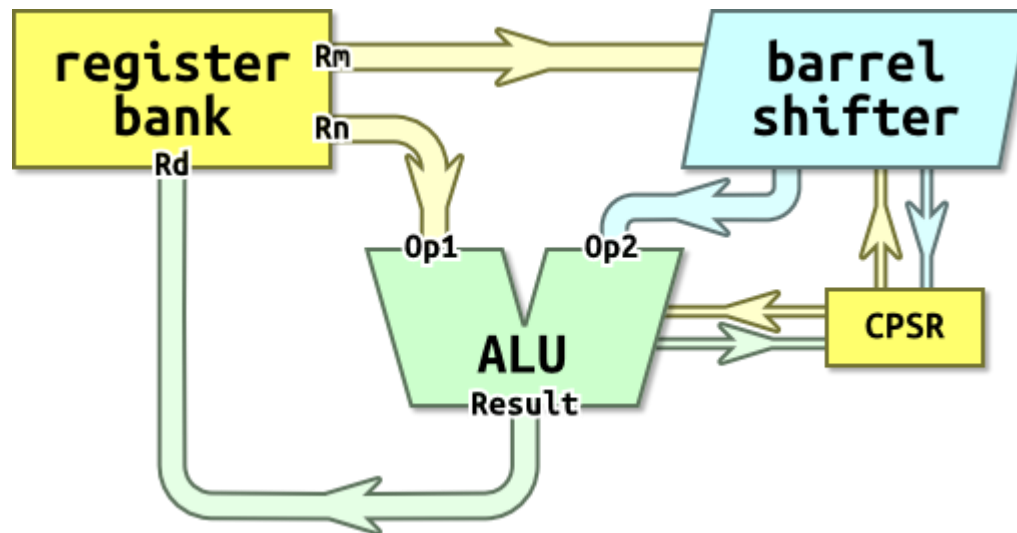 register
bank
Rm
Rn
Rd
barrel
shifter
Op1
Op2
ALU
Result
CPSR